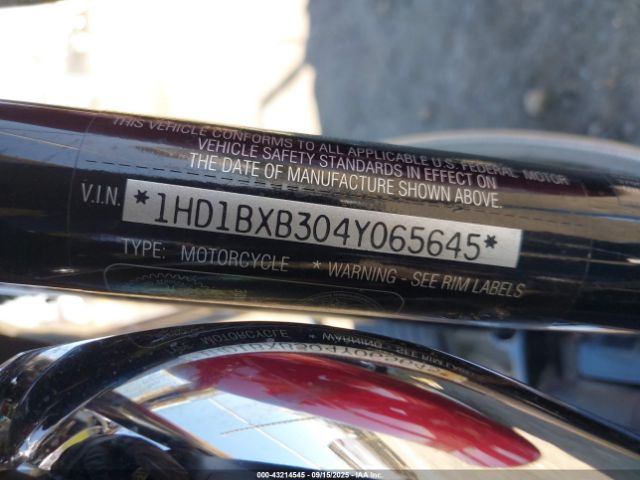 THIS VEHICLE CONFORMS TO ALL APPLICABLE U.S. FEDERAL MOTOR
VEHICLE SAFETY STANDARDS IN EFFECT ON
THE DATE OF MANUFACTURE SHOWN ABOVE.
V.I.N. *1HD1BXB304Y065645*
TYPE: MOTORCYCLE * WARNING - SEE RIM LABELS
000-43214545 - 09/15/2025 - IAA Inc.